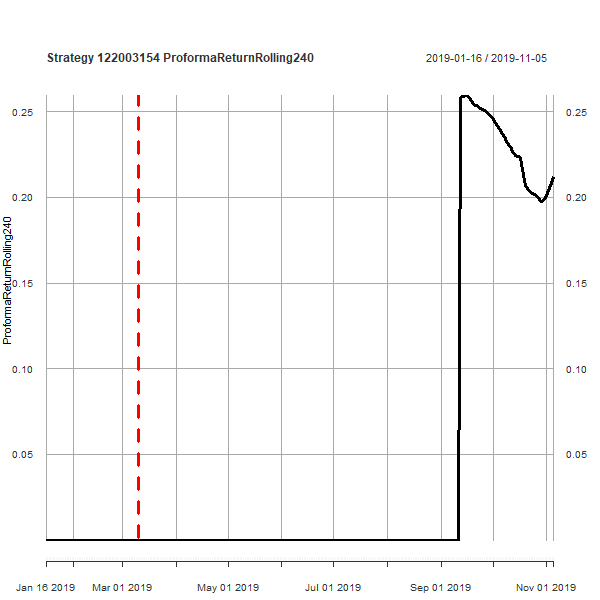 Strategy 122003154 ProformaReturnRolling240
2019-01-16 / 2019-11-05
ProformaReturnRolling240
0.25
0.20
0.15
0.10
0.05
0.25
0.20
0.15
0.10
0.05
Jan 16 2019
Mar 01 2019
May 01 2019
Jul 01 2019
Sep 01 2019
Nov 01 2019